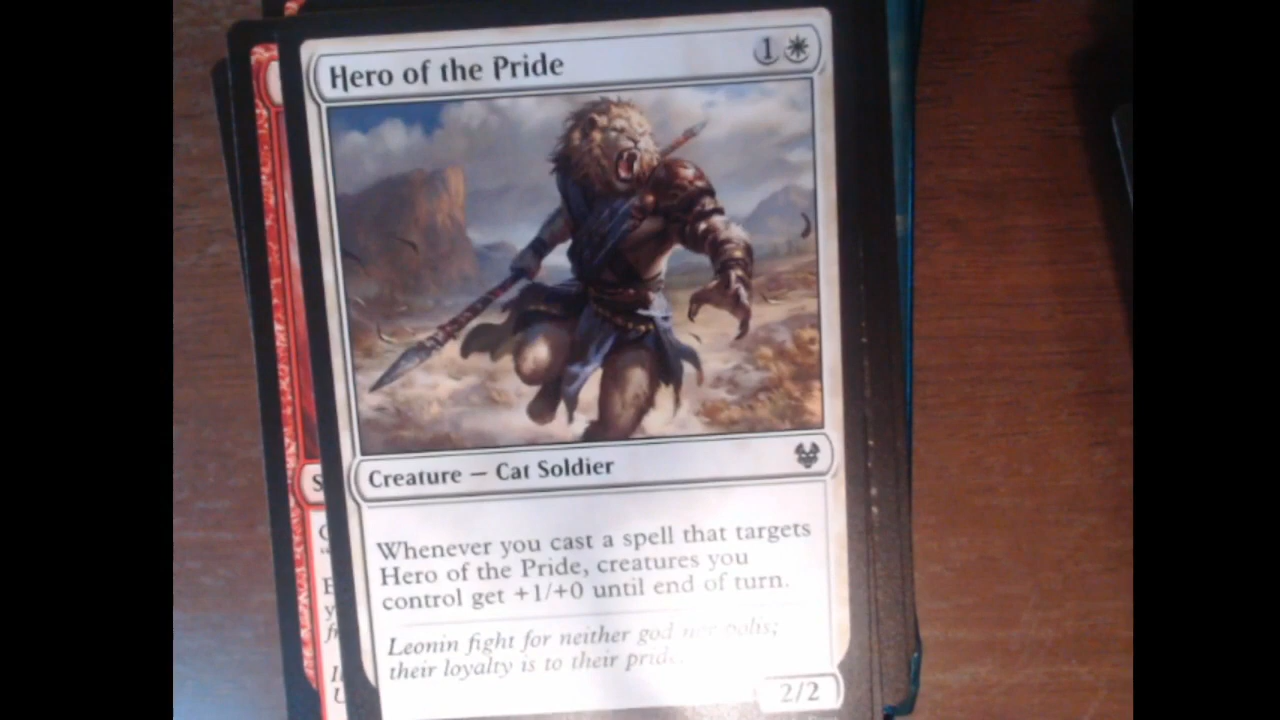 Hero of the Pride 1
Creature — Cat Soldier
Whenever you cast a spell that targets
Hero of the Pride, creatures you
control get +1/+0 until end of turn.
Leonin fight for neither god nor polis;
their loyalty is to their pride.
2/2